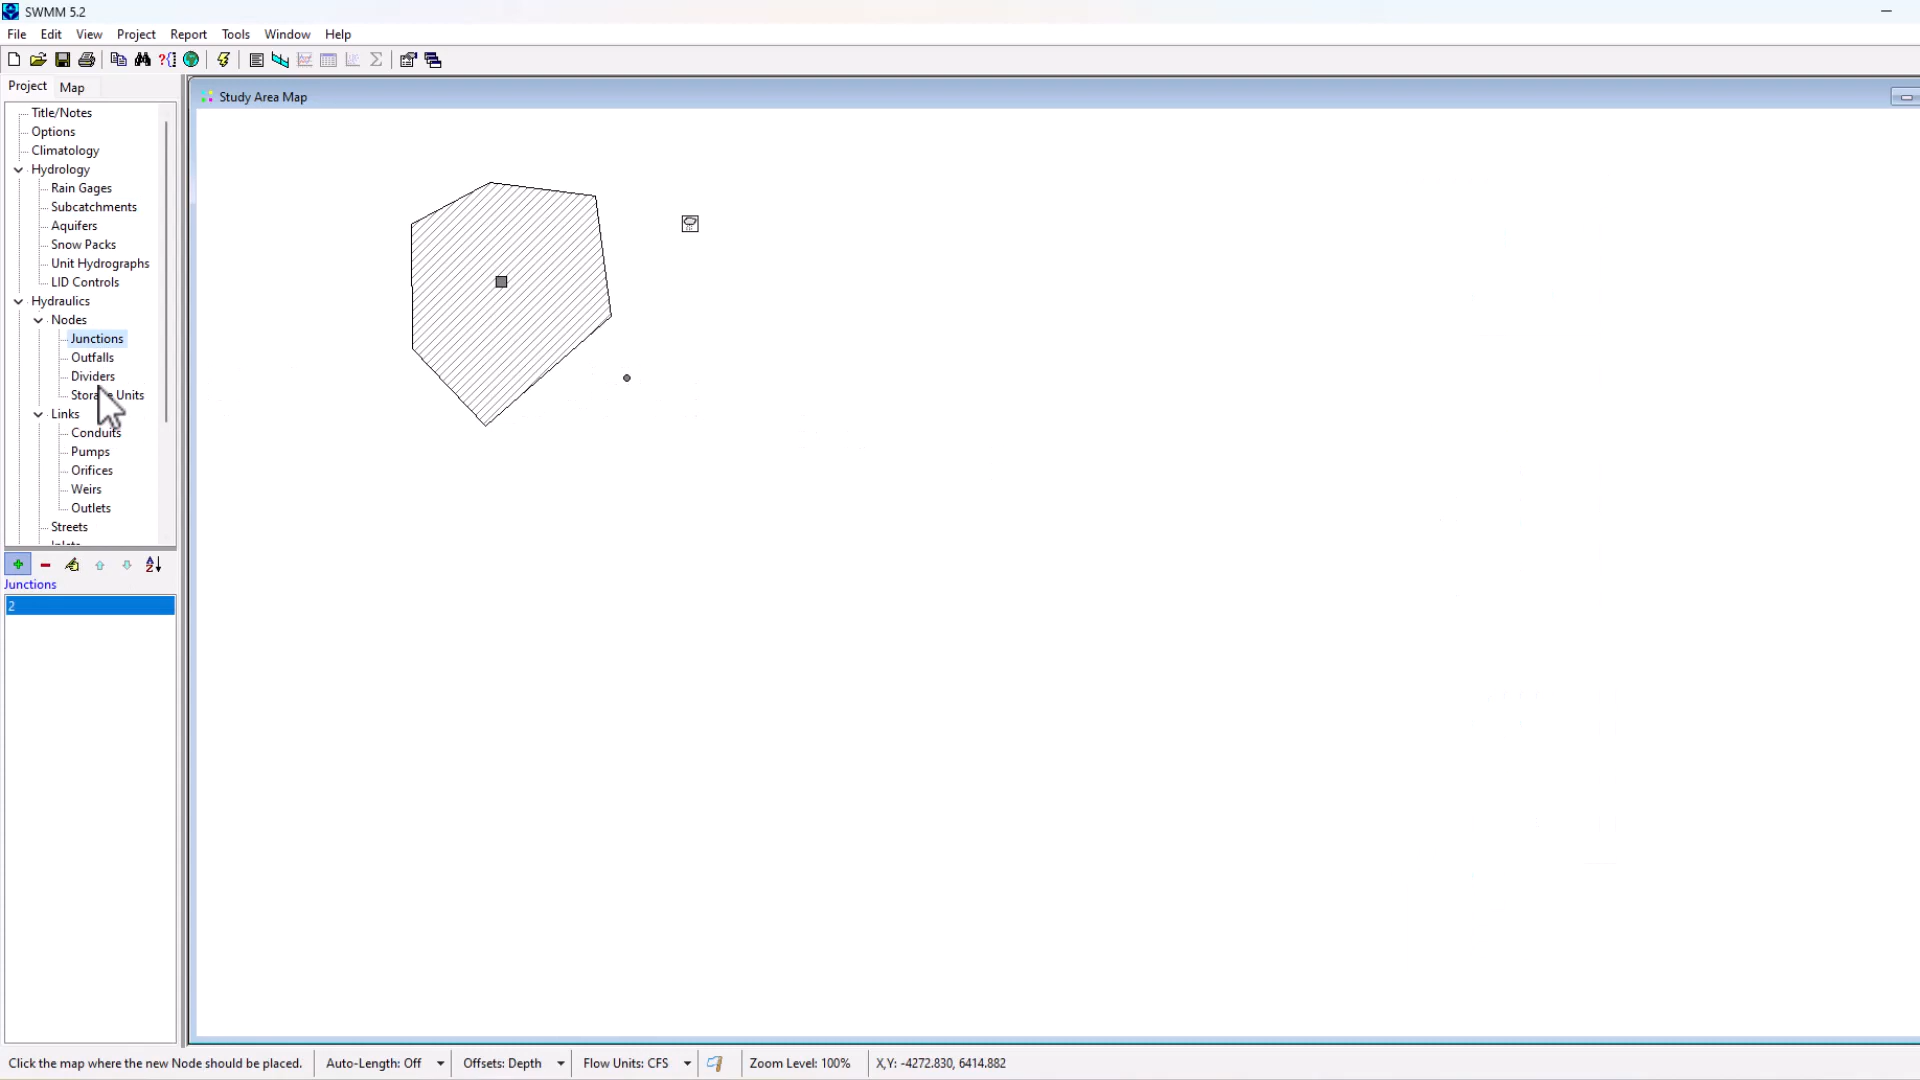 SWMM 5.2
File Edit View Project Report Tools Window Help
Project Map
Study Area Map
Title/Notes
Options
Climatology
Hydrology
Rain Gages
Subcatchments
Aquifers
Snow Packs
Unit Hydrographs
LID Controls
Hydraulics
Nodes
Junctions
Outfalls
Dividers
Units
Links
Conduits
Pumps
Orifices
Weirs
Outlets
Streets
Junctions
2
Click the map where the new Node should be placed. Auto-Length: Off Offsets: Depth Flow Units: CFS Zoom Level: 100% X,Y: -4272.830, 6414.882